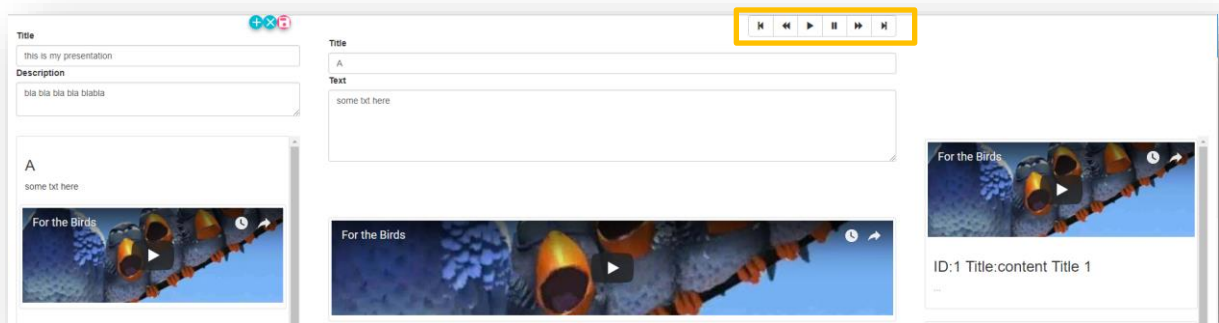 Title
this is my presentation
Description
bla bla bla bla blabla
A
some txt here
For the Birds
Title
A
Text
some txt here
For the Birds
For the Birds
ID:1 Title:content Title 1
...